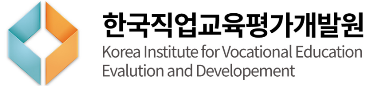 한국직업교육평가개발원
Korea Institute for Vocational Education
Evalution and Developement